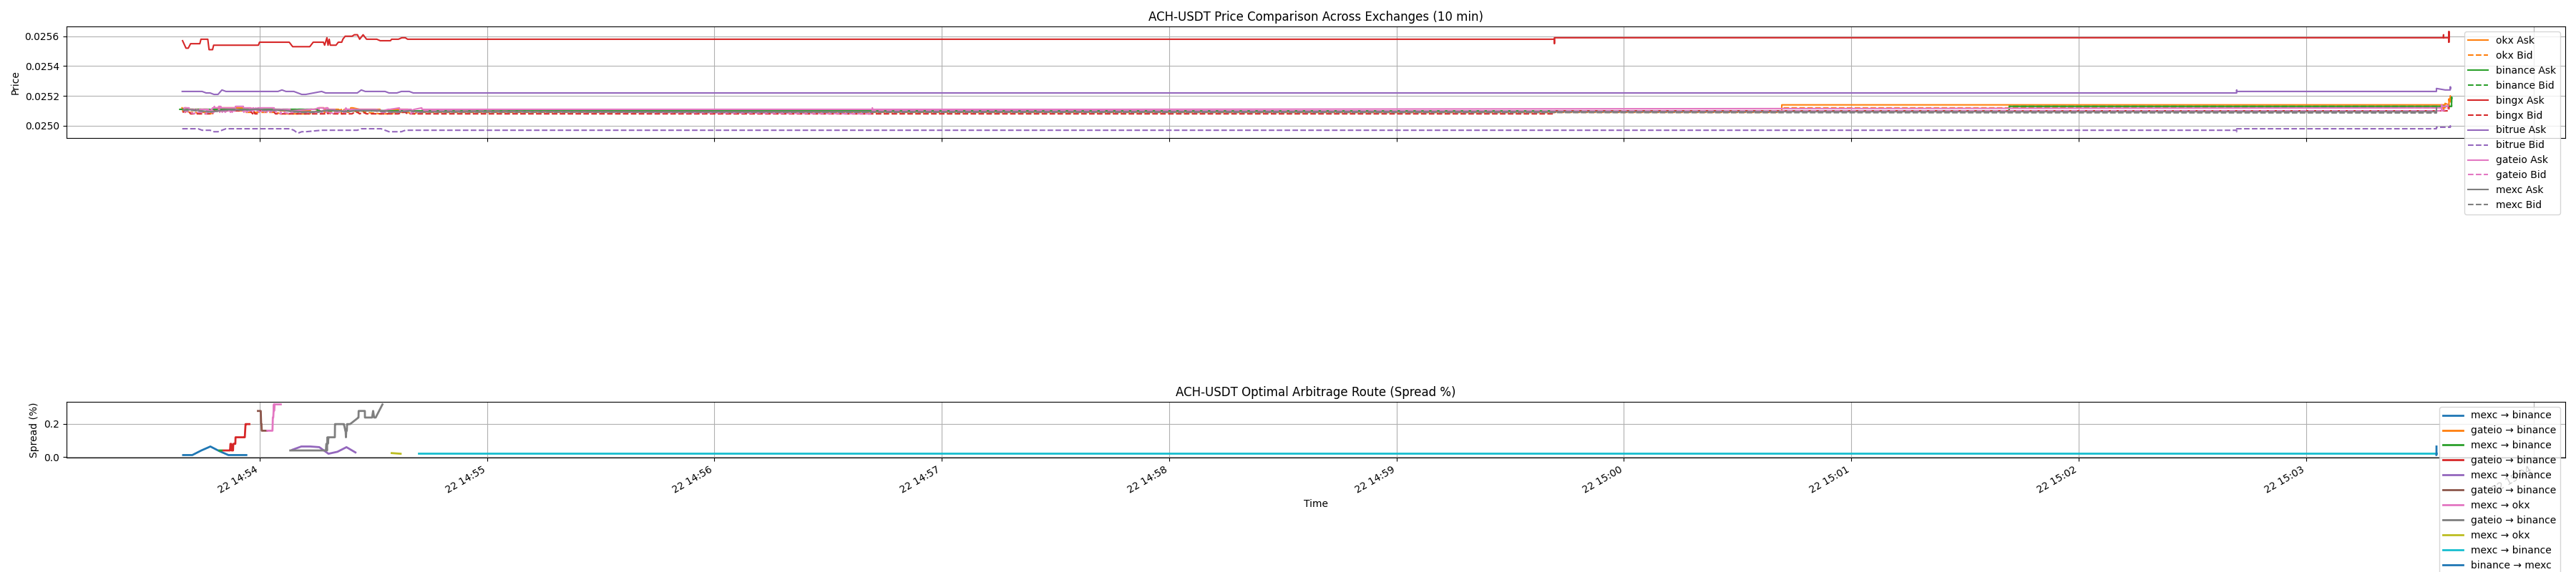 ACH-USDT Price Comparison Across Exchanges (10 min)
Price
0.0256
0.0254
0.0252
0.0250
okx Ask
okx Bid
binance Ask
binance Bid
bingx Ask
bingx Bid
bitrue Ask
bitrue Bid
gateio Ask
gateio Bid
mexc Ask
mexc Bid
ACH-USDT Optimal Arbitrage Route (Spread %)
Spread (%)
0.2
0.0
22 14:54
22 14:55
22 14:56
22 14:57
22 14:58
22 14:59
22 15:00
22 15:01
22 15:02
22 15:03
Time
mexc → binance
gateio → binance
mexc → binance
gateio → binance
mexc → binance
gateio → binance
mexc → okx
gateio → binance
mexc → okx
mexc → binance
binance → mexc